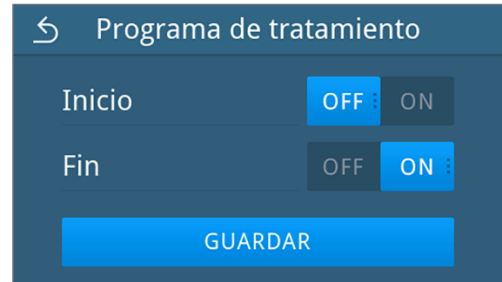 Programa de tratamiento
Inicio OFF ON
Fin OFF ON
GUARDAR